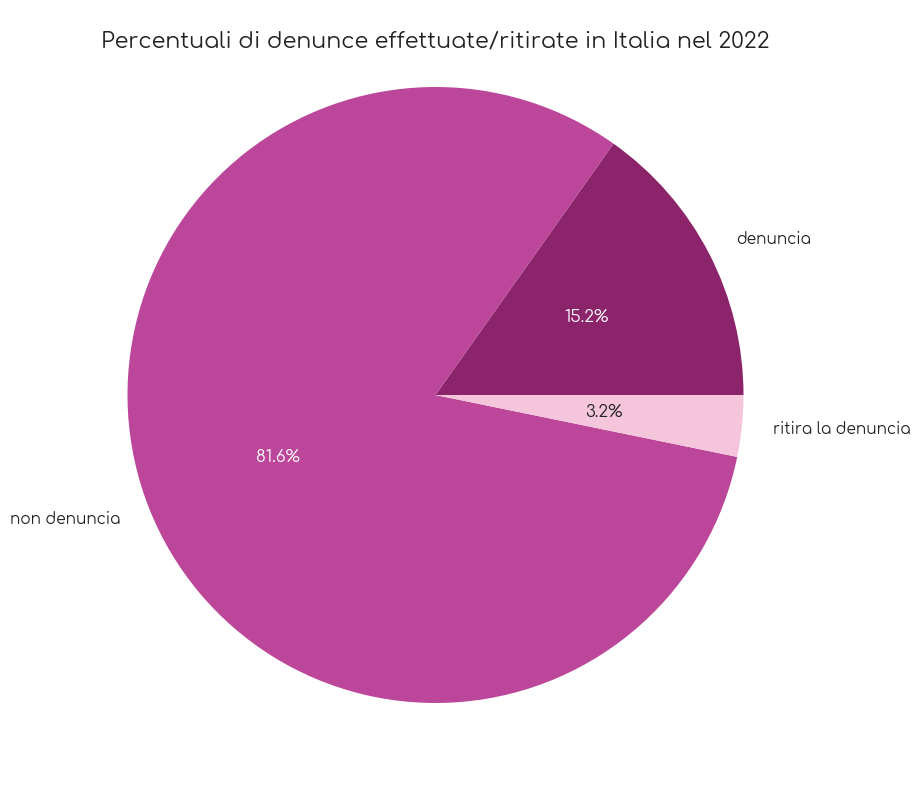 Percentuali di denunce effettuate/ritirate in Italia nel 2022
denuncia
15.2%
3.2%
ritira la denuncia
81.6%
non denuncia